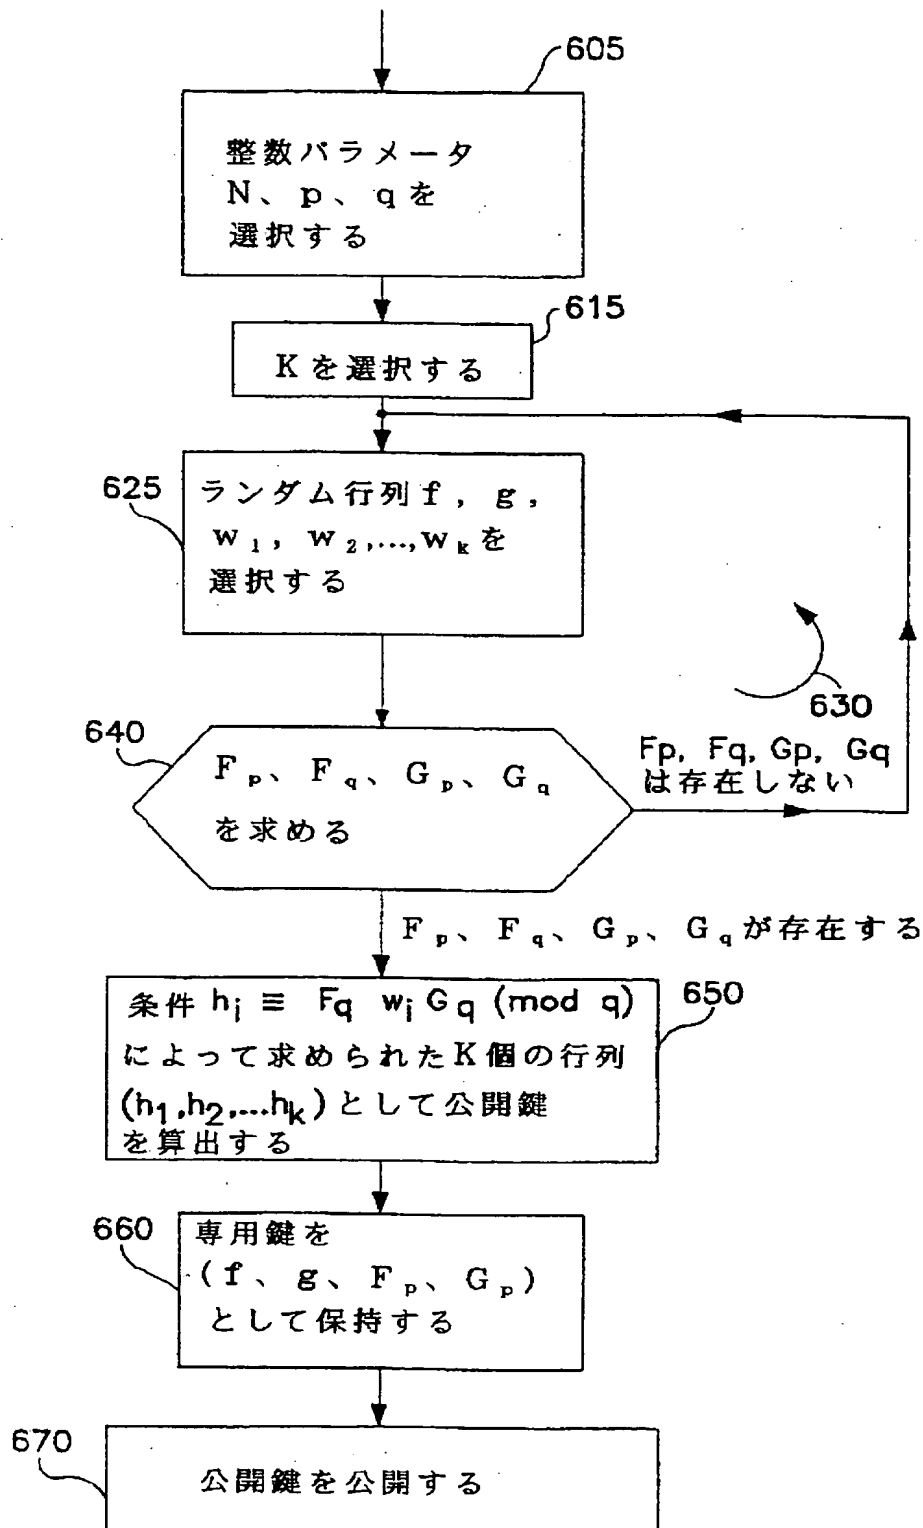 605
整数パラメータ
N、p、qを
選択する
615
Kを選択する
625
ランダム行列f, g,
w₁, w₂,...,wₖを
選択する
630
640
Fₚ、F_q、Gₚ、G_q
を求める
Fp, Fq, Gp, Gq
は存在しない
Fₚ、F_q、Gₚ、G_qが存在する
650
条件 hᵢ ≡ Fq wᵢ Gq (mod q)
によって求められたK個の行列
(h₁,h₂,...hₖ)として公開鍵
を算出する
660
専用鍵を
(f、g、Fₚ、Gₚ)
として保持する
670
公開鍵を公開する